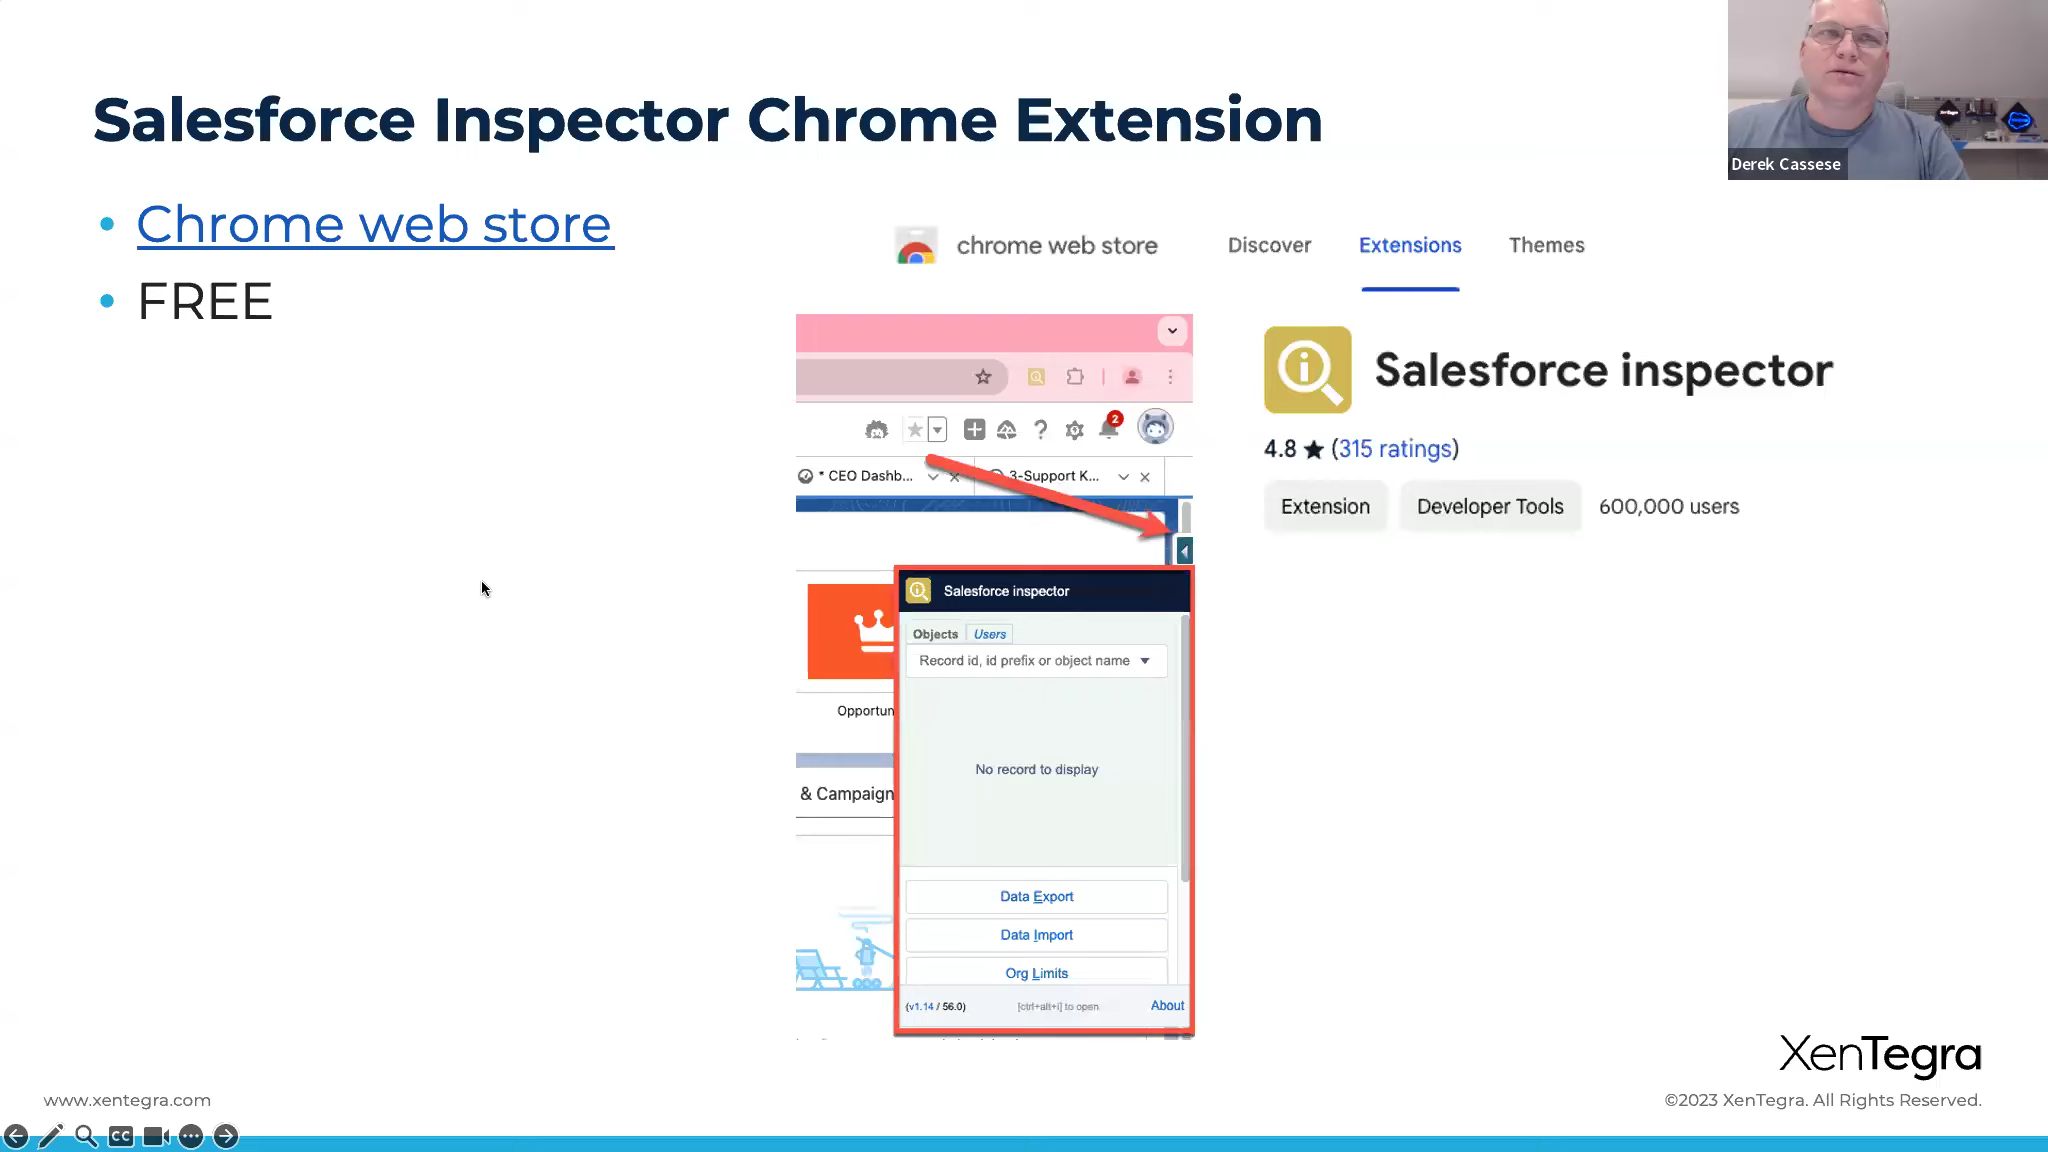 Salesforce Inspector Chrome Extension
Derek Cassese
• Chrome web store
• FREE
chrome web store
Discover
Extensions
Themes
2
* CEO Dashb...
3-Support K...
Opportun
& Campaign
Salesforce inspector
Objects
Users
Record id, id prefix or object name
No record to display
Data Export
Data Import
Org Limits
(v1.14 / 56.0)
[ctrl+alt+i] to open
About
Salesforce inspector
4.8 ★ (315 ratings)
Extension
Developer Tools
600,000 users
XenTegra
www.xentegra.com
©2023 XenTegra. All Rights Reserved.
CC